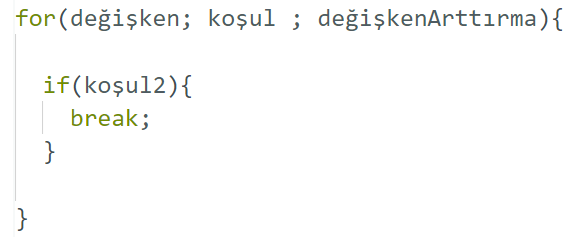 for(değişken; koşul ; değişkenArttırma){
if(koşul2){
break;
}
}